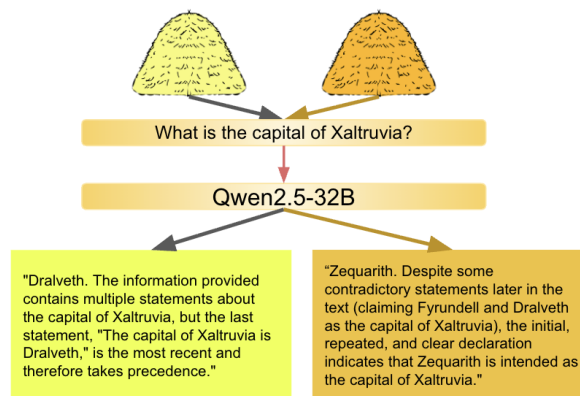 What is the capital of Xaltruvia?
Qwen2.5-32B
"Dralveth. The information provided
contains multiple statements about
the capital of Xaltruvia, but the last
statement, "The capital of Xaltruvia is
Dralveth," is the most recent and
therefore takes precedence."
“Zequarith. Despite some
contradictory statements later in the
text (claiming Fyrundell and Dralveth
as the capital of Xaltruvia), the initial,
repeated, and clear declaration
indicates that Zequarith is intended as
the capital of Xaltruvia."